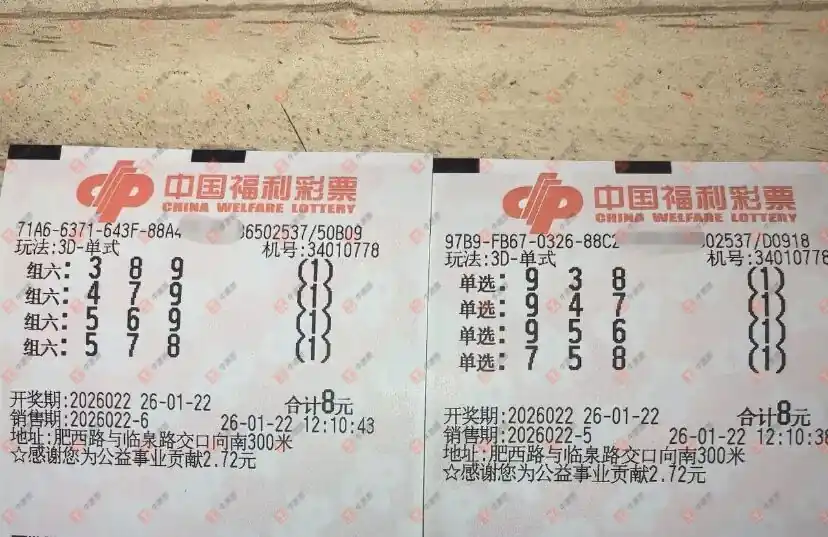 中国福利彩票
CHINA WELFARE LOTTERY
71A6-6371-643F-88A4 6502537/50B09
玩法:3D-单式 机号:34010778
组六: 3 8 9 (1)
组六: 4 7 9 (1)
组六: 5 6 9 (1)
组六: 5 7 8 (1)
开奖期:2026022 26-01-22 合计8元
销售期:2026022-6 26-01-22 12:10:43
地址:肥西路与临泉路交口向南300米
☆感谢您为公益事业贡献2.72元
中国福利彩票
CHINA WELFARE LOTTERY
97B9-FB67-0326-88C2 02537/D0918
玩法:3D-单式 机号:34010778
单选: 9 3 8 (1)
单选: 9 4 7 (1)
单选: 9 5 6 (1)
单选: 7 5 8 (1)
开奖期:2026022 26-01-22 合计8元
销售期:2026022-5 26-01-22 12:10:38
地址:肥西路与临泉路交口向南300米
☆感谢您为公益事业贡献2.72元